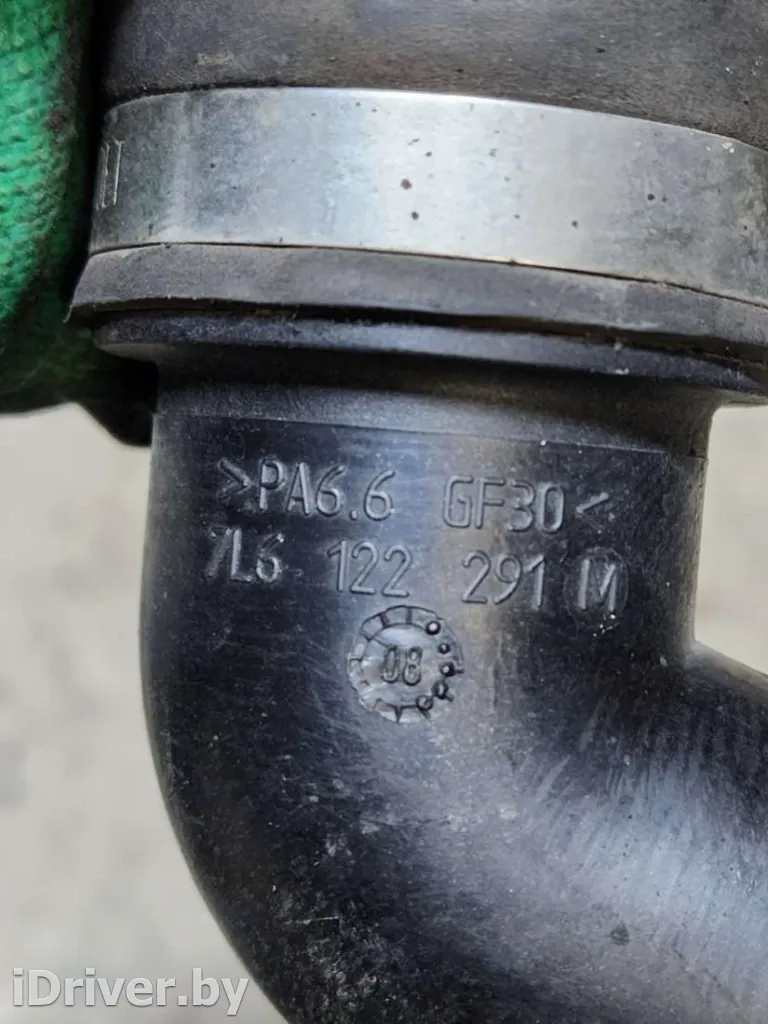 >PA6.6 GF30<
7L6 122 291 M
08
iDriver.by